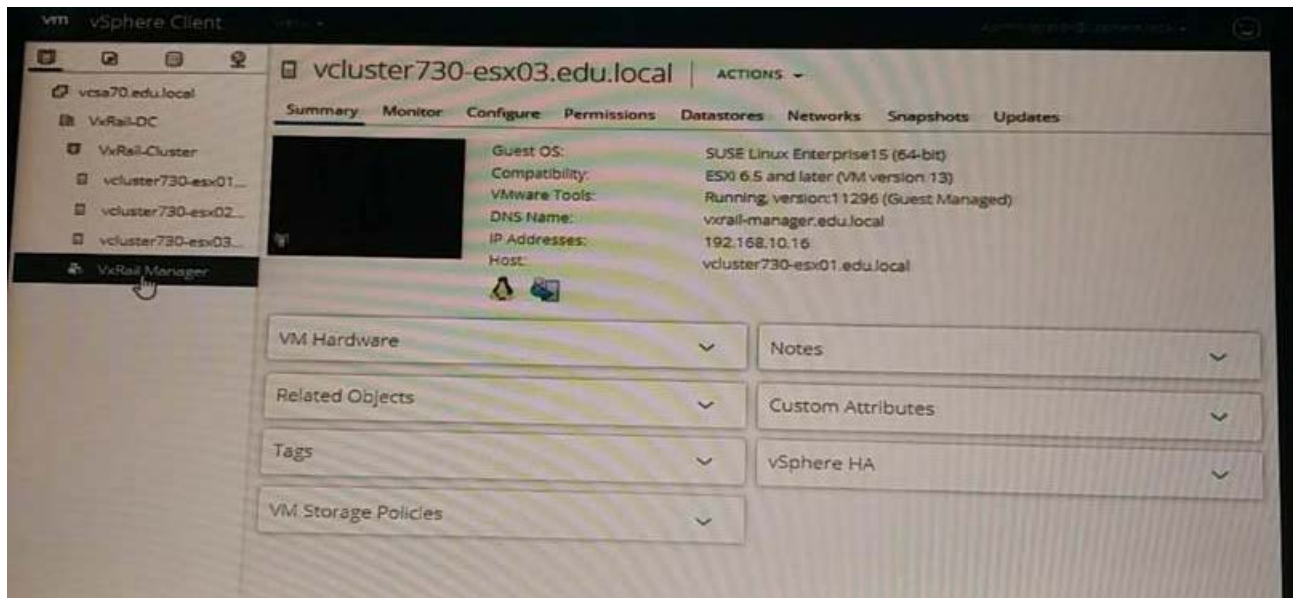 vm vSphere Client
vcsa70.edu.local
VxRail-DC
VxRail-Cluster
vcluster730-esx01...
vcluster730-esx02...
vcluster730-esx03...
VxRail Manager
vcluster730-esx03.edu.local | ACTIONS
Summary Monitor Configure Permissions Datastores Networks Snapshots Updates
Guest OS: SUSE Linux Enterprise15 (64-bit)
Compatibility: ESXi 6.5 and later (VM version 13)
VMware Tools: Running, version:11296 (Guest Managed)
DNS Name: vxrail-manager.edu.local
IP Addresses: 192.168.10.16
Host: vcluster730-esx01.edu.local
VM Hardware
Notes
Related Objects
Custom Attributes
Tags
vSphere HA
VM Storage Policies